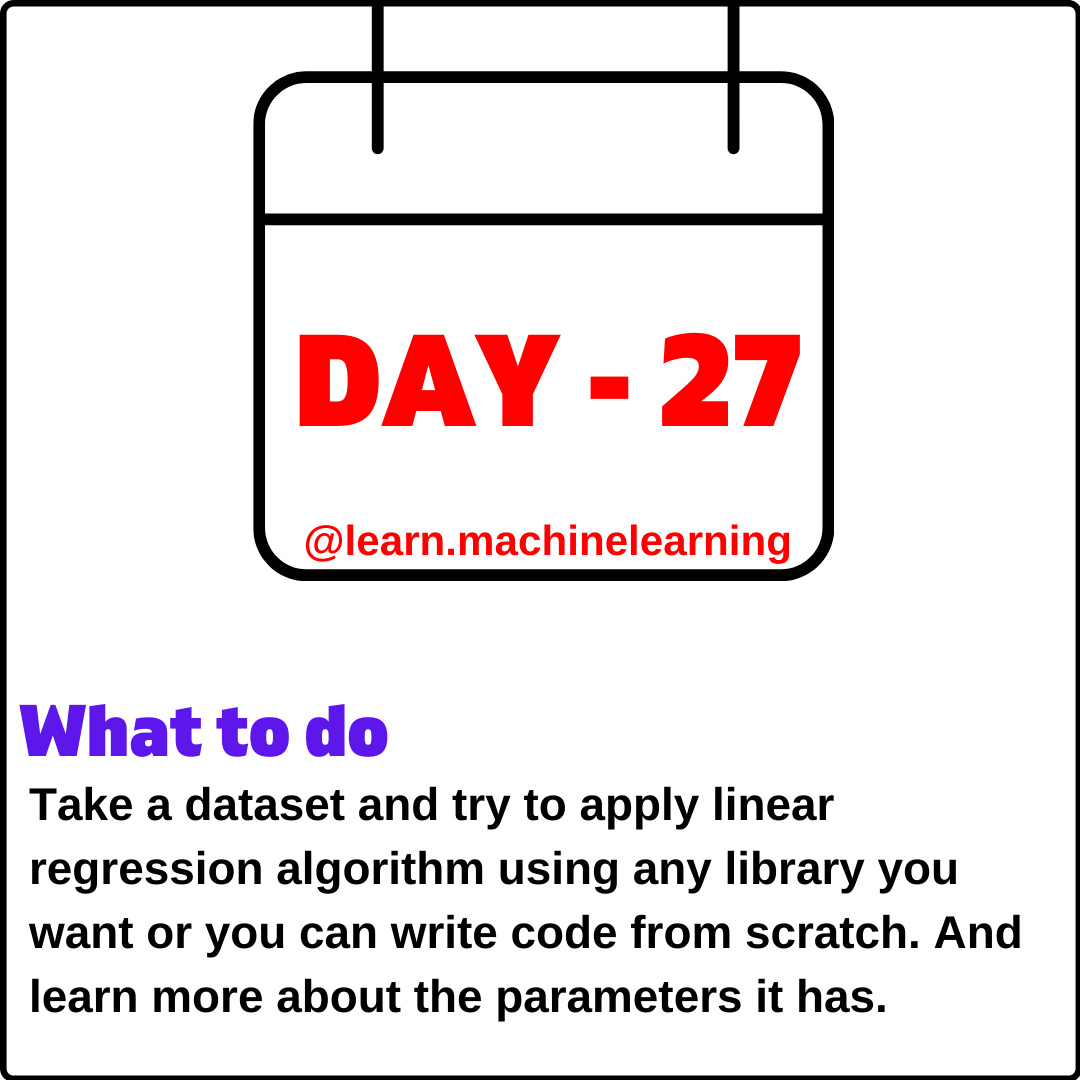 DAY - 27
@learn.machinelearning
What to do
Take a dataset and try to apply linear
regression algorithm using any library you
want or you can write code from scratch. And
learn more about the parameters it has.